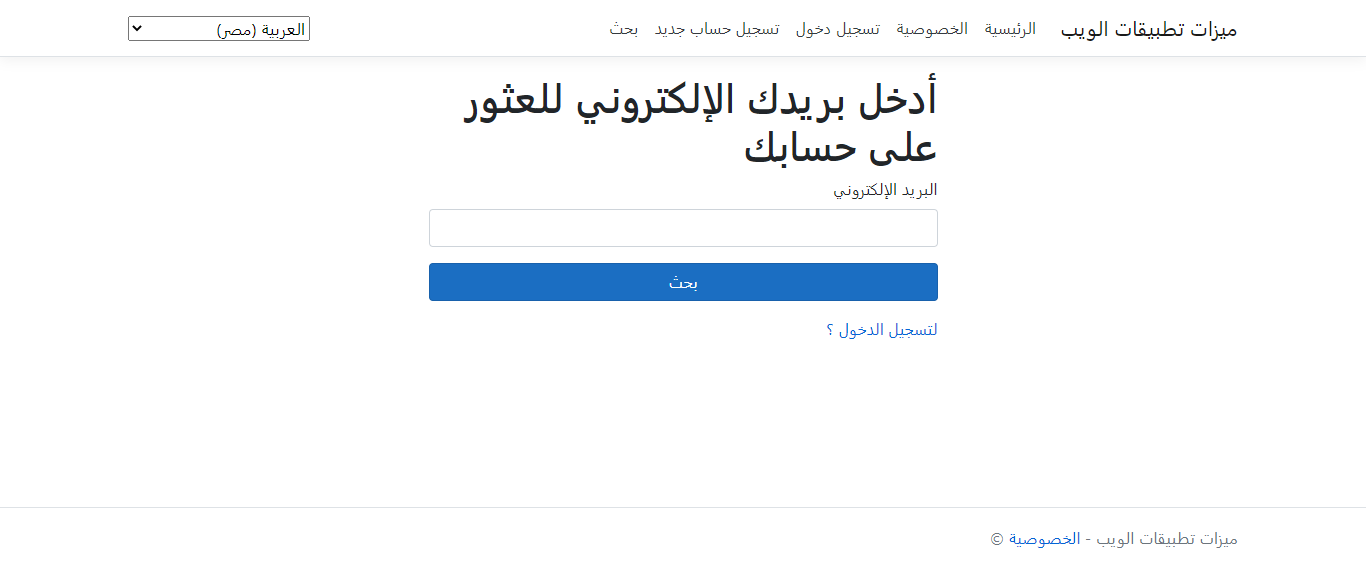 ميزات تطبيقات الويب
الرئيسية
الخصوصية
تسجيل دخول
تسجيل حساب جديد
بحث
العربية (مصر)
أدخل بريدك الإلكتروني للعثور
على حسابك
البريد الإلكتروني
بحث
لتسجيل الدخول ؟
ميزات تطبيقات الويب - الخصوصية ©